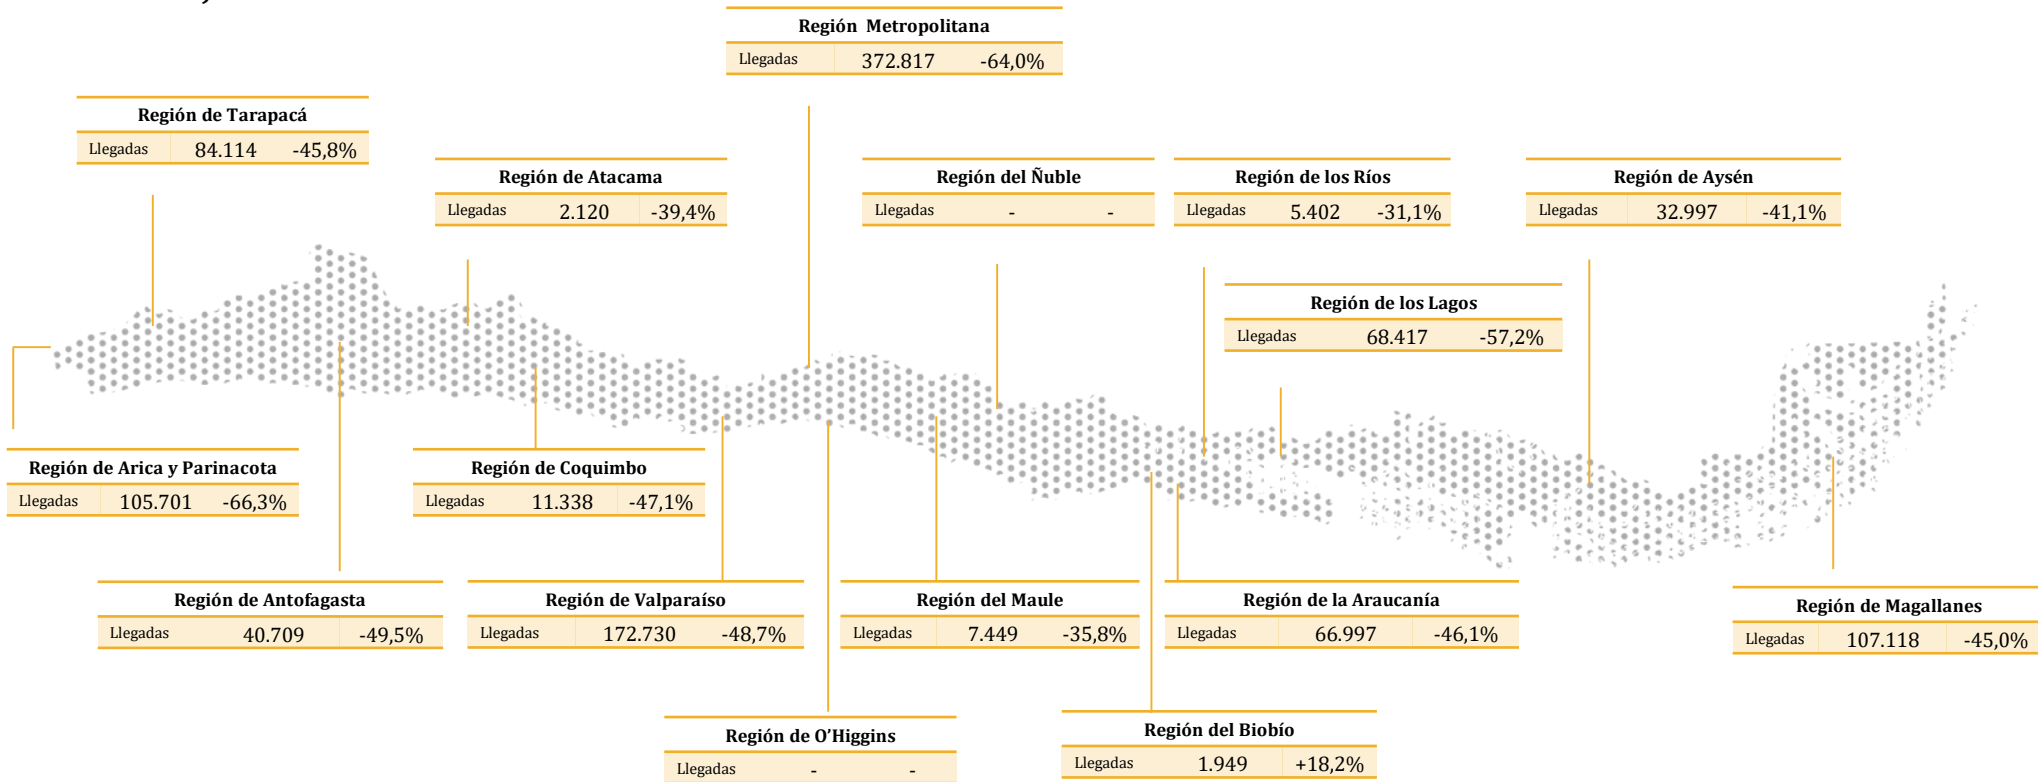 Región Metropolitana
Llegadas 372.817 -64,0%
Región de Tarapacá
Llegadas 84.114 -45,8%
Región de Atacama
Llegadas 2.120 -39,4%
Región del Ñuble
Llegadas - -
Región de los Ríos
Llegadas 5.402 -31,1%
Región de Aysén
Llegadas 32.997 -41,1%
Región de los Lagos
Llegadas 68.417 -57,2%
Región de Arica y Parinacota
Llegadas 105.701 -66,3%
Región de Coquimbo
Llegadas 11.338 -47,1%
Región de Antofagasta
Llegadas 40.709 -49,5%
Región de Valparaíso
Llegadas 172.730 -48,7%
Región del Maule
Llegadas 7.449 -35,8%
Región de la Araucanía
Llegadas 66.997 -46,1%
Región de Magallanes
Llegadas 107.118 -45,0%
Región de O’Higgins
Llegadas - -
Región del Biobío
Llegadas 1.949 +18,2%